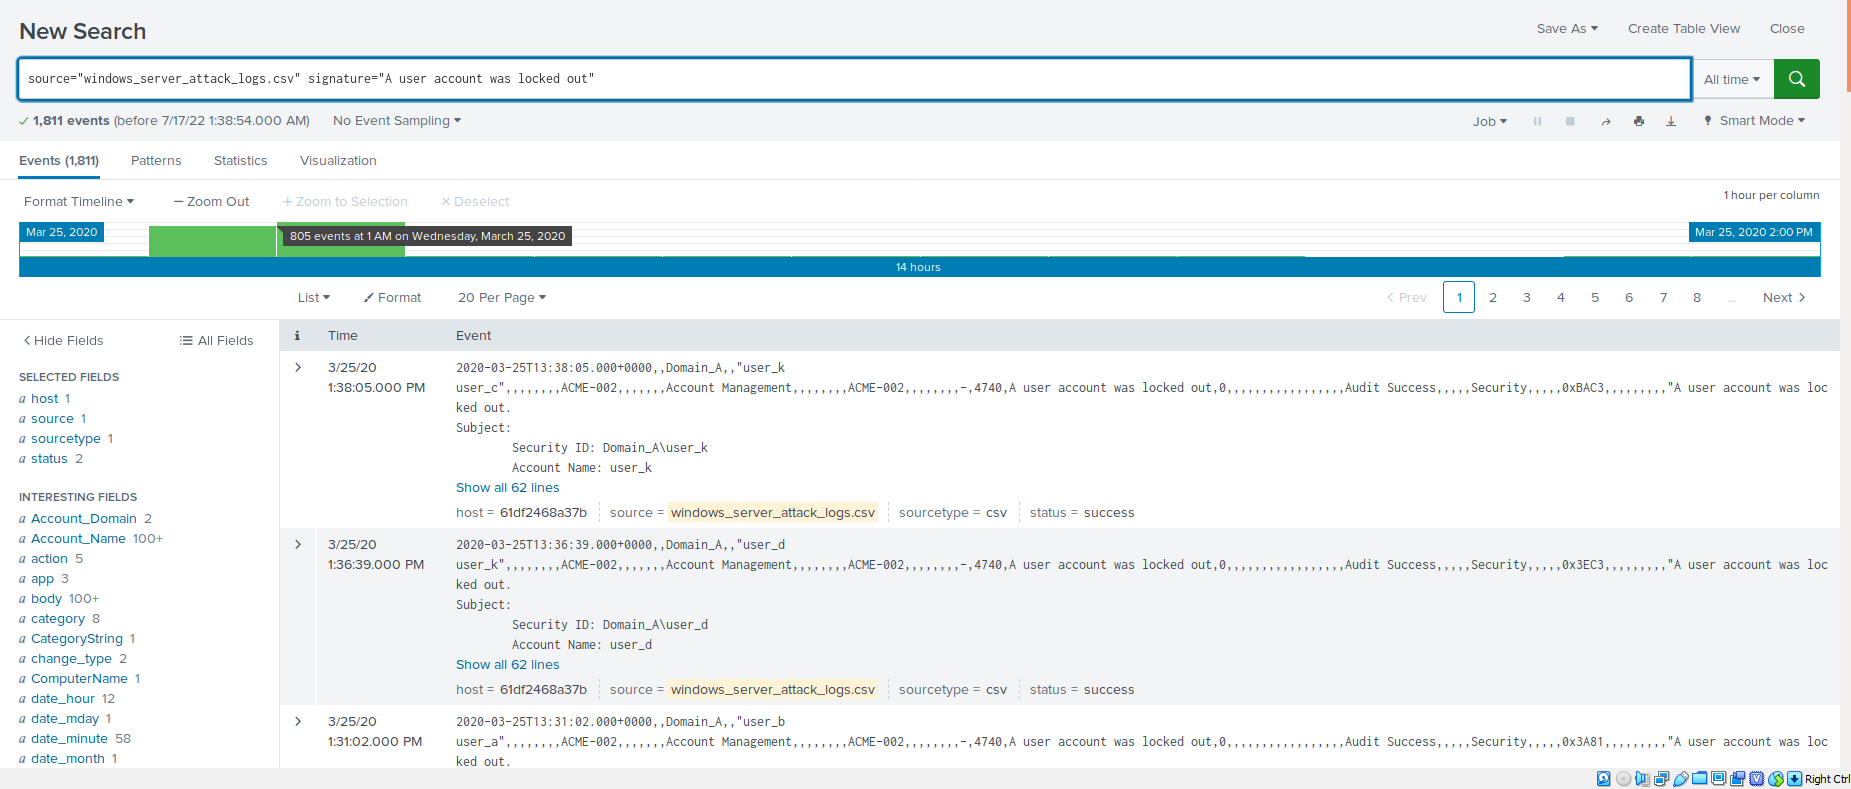 New Search
Save As Create Table View Close
source="windows_server_attack_logs.csv" signature="A user account was locked out"
All time
1,811 events (before 7/17/22 1:38:54.000 AM) No Event Sampling
Job Smart Mode
Events (1,811) Patterns Statistics Visualization
Format Timeline — Zoom Out + Zoom to Selection × Deselect
1 hour per column
Mar 25, 2020
805 events at 1 AM on Wednesday, March 25, 2020
Mar 25, 2020 2:00 PM
14 hours
List Format 20 Per Page
< Prev 1 2 3 4 5 6 7 8 ... Next >
< Hide Fields All Fields
SELECTED FIELDS
a host 1
a source 1
a sourcetype 1
a status 2
INTERESTING FIELDS
a Account_Domain 2
a Account_Name 100+
a action 5
a app 3
a body 100+
a category 8
a CategoryString 1
a change_type 2
a ComputerName 1
a date_hour 12
a date_mday 1
a date_minute 58
a date_month 1
i Time Event
3/25/20
1:38:05.000 PM
2020-03-25T13:38:05.000+0000,,Domain_A,,"user_k
user_c",,,,,,,,ACME-002,,,,,,,Account Management,,,,,,,,ACME-002,,,,,,,,-,4740,A user account was locked out,0,,,,,,,,,,,,,,,,,Audit Success,,,,,Security,,,,,0xBAC3,,,,,,,,,"A user account was loc
ked out.
Subject:
Security ID: Domain_A\user_k
Account Name: user_k
Show all 62 lines
host = 61df2468a37b source = windows_server_attack_logs.csv sourcetype = csv status = success
3/25/20
1:36:39.000 PM
2020-03-25T13:36:39.000+0000,,Domain_A,,"user_d
user_k",,,,,,,,ACME-002,,,,,,,Account Management,,,,,,,,ACME-002,,,,,,,,-,4740,A user account was locked out,0,,,,,,,,,,,,,,,,,Audit Success,,,,,Security,,,,,0x3EC3,,,,,,,,,"A user account was loc
ked out.
Subject:
Security ID: Domain_A\user_d
Account Name: user_d
Show all 62 lines
host = 61df2468a37b source = windows_server_attack_logs.csv sourcetype = csv status = success
3/25/20
1:31:02.000 PM
2020-03-25T13:31:02.000+0000,,Domain_A,,"user_b
user_a",,,,,,,,ACME-002,,,,,,,Account Management,,,,,,,,ACME-002,,,,,,,,-,4740,A user account was locked out,0,,,,,,,,,,,,,,,,,Audit Success,,,,,Security,,,,,0x3A81,,,,,,,,,"A user account was loc
ked out.
Right Ctrl